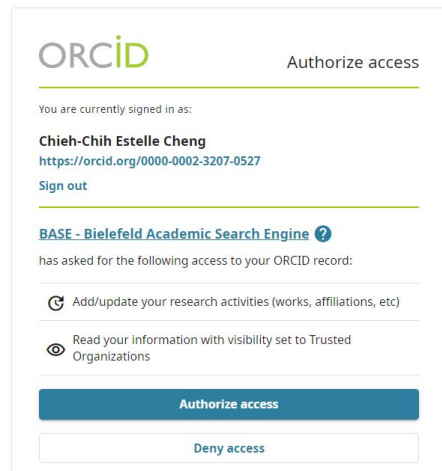 ORCID
Authorize access
You are currently signed in as:
Chieh-Chih Estelle Cheng
https://orcid.org/0000-0002-3207-0527
Sign out
BASE - Bielefeld Academic Search Engine ?
has asked for the following access to your ORCID record:
Add/update your research activities (works, affiliations, etc)
Read your information with visibility set to Trusted
Organizations
Authorize access
Deny access